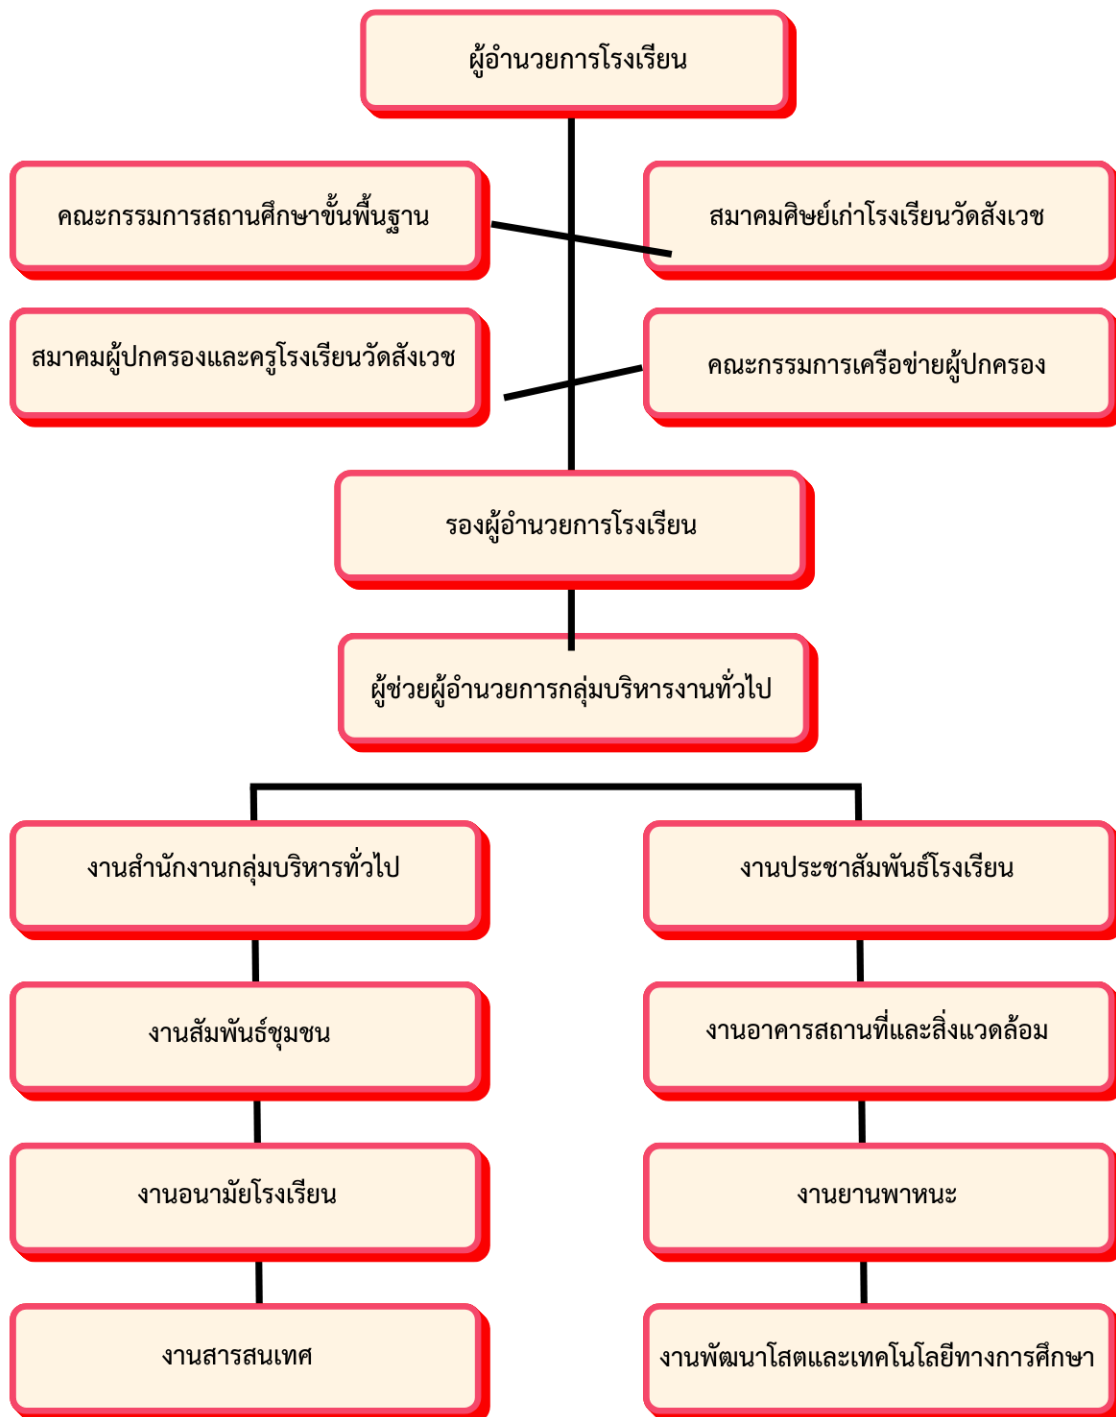 ผู้อำนวยการโรงเรียน
คณะกรรมการสถานศึกษาขั้นพื้นฐาน
สมาคมศิษย์เก่าโรงเรียนวัดสังเวช
สมาคมผู้ปกครองและครูโรงเรียนวัดสังเวช
คณะกรรมการเครือข่ายผู้ปกครอง
รองผู้อำนวยการโรงเรียน
ผู้ช่วยผู้อำนวยการกลุ่มบริหารงานทั่วไป
งานสำนักงานกลุ่มบริหารทั่วไป
งานประชาสัมพันธ์โรงเรียน
งานสัมพันธ์ชุมชน
งานอาคารสถานที่และสิ่งแวดล้อม
งานอนามัยโรงเรียน
งานยานพาหนะ
งานสารสนเทศ
งานพัฒนาโสตและเทคโนโลยีทางการศึกษา